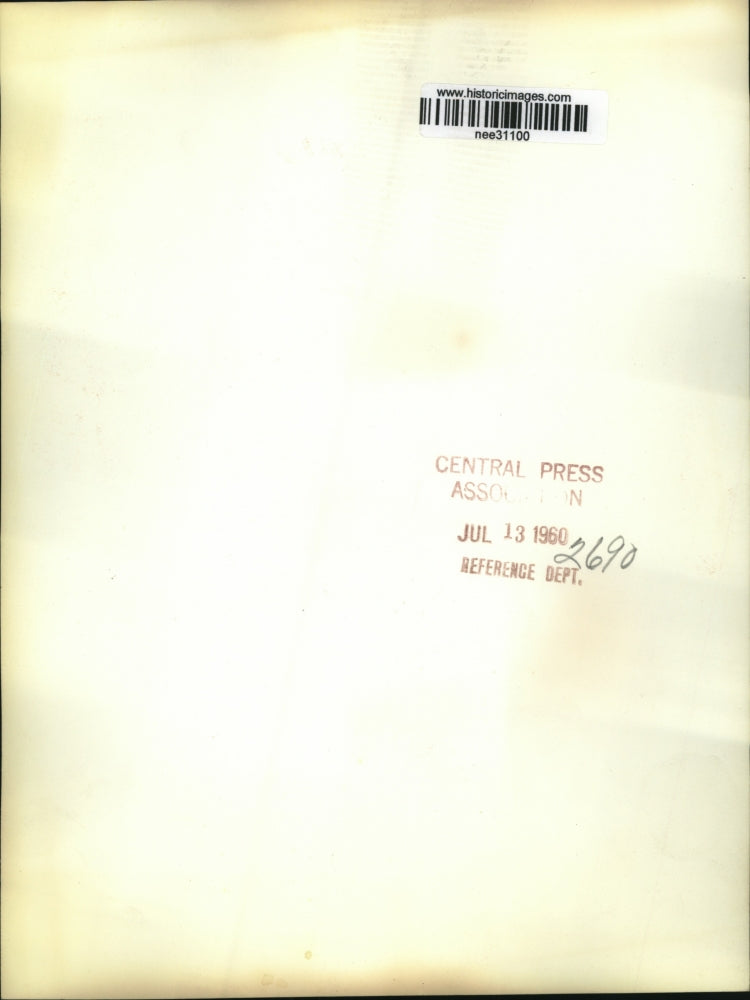 www.historicimages.com
nee31100
CENTRAL PRESS
JUL 13 1960
2690
REFERENCE DEPT.